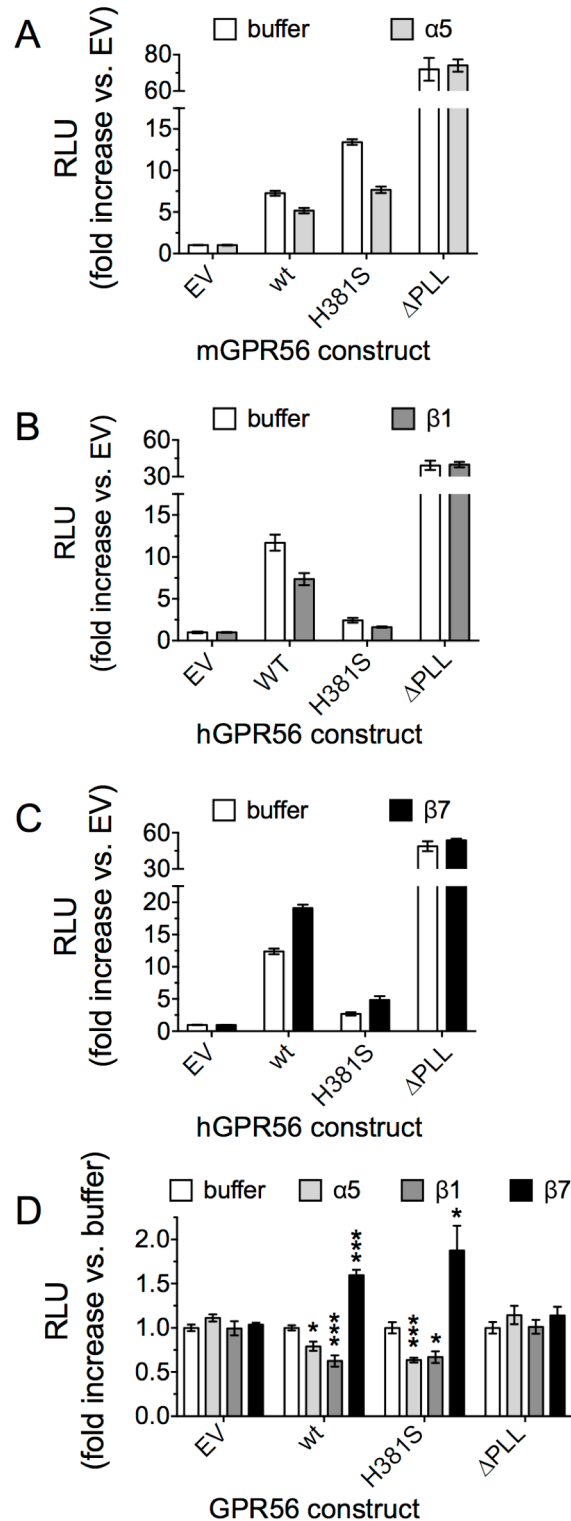 A
buffer α5
RLU
(fold increase vs. EV)
80
60
15
10
5
0
EV wt H381S ΔPLL
mGPR56 construct
B
buffer β1
RLU
(fold increase vs. EV)
60
30
15
10
5
0
EV WT H381S ΔPLL
hGPR56 construct
C
buffer β7
RLU
(fold increase vs. EV)
60
30
20
15
10
5
0
EV wt H381S ΔPLL
hGPR56 construct
D
buffer α5 β1 β7
RLU
(fold increase vs. buffer)
2.0
1.5
1.0
0.5
0.0
* *** *** *** * *
EV wt H381S ΔPLL
GPR56 construct